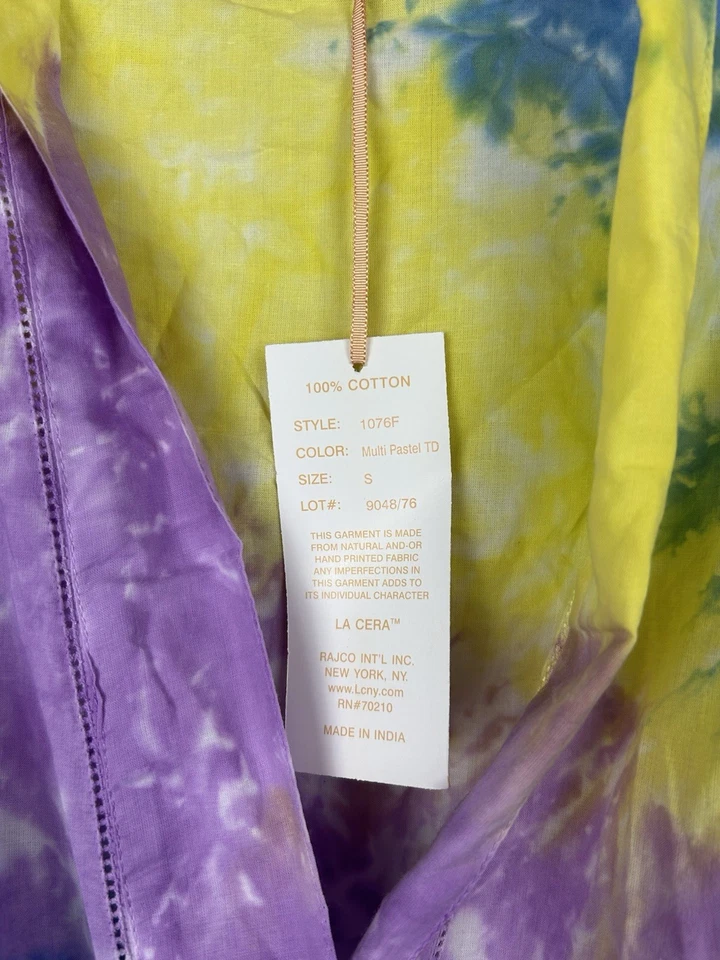 100% COTTON
STYLE: 1076F
COLOR: Multi Pastel TD
SIZE: S
LOT#: 9048/76
THIS GARMENT IS MADE
FROM NATURAL AND-OR
HAND PRINTED FABRIC
ANY IMPERFECTIONS IN
THIS GARMENT ADDS TO
ITS INDIVIDUAL CHARACTER
LA CERA™
RAJCO INT'L INC.
NEW YORK, NY.
www.Lcny.com
RN#70210
MADE IN INDIA